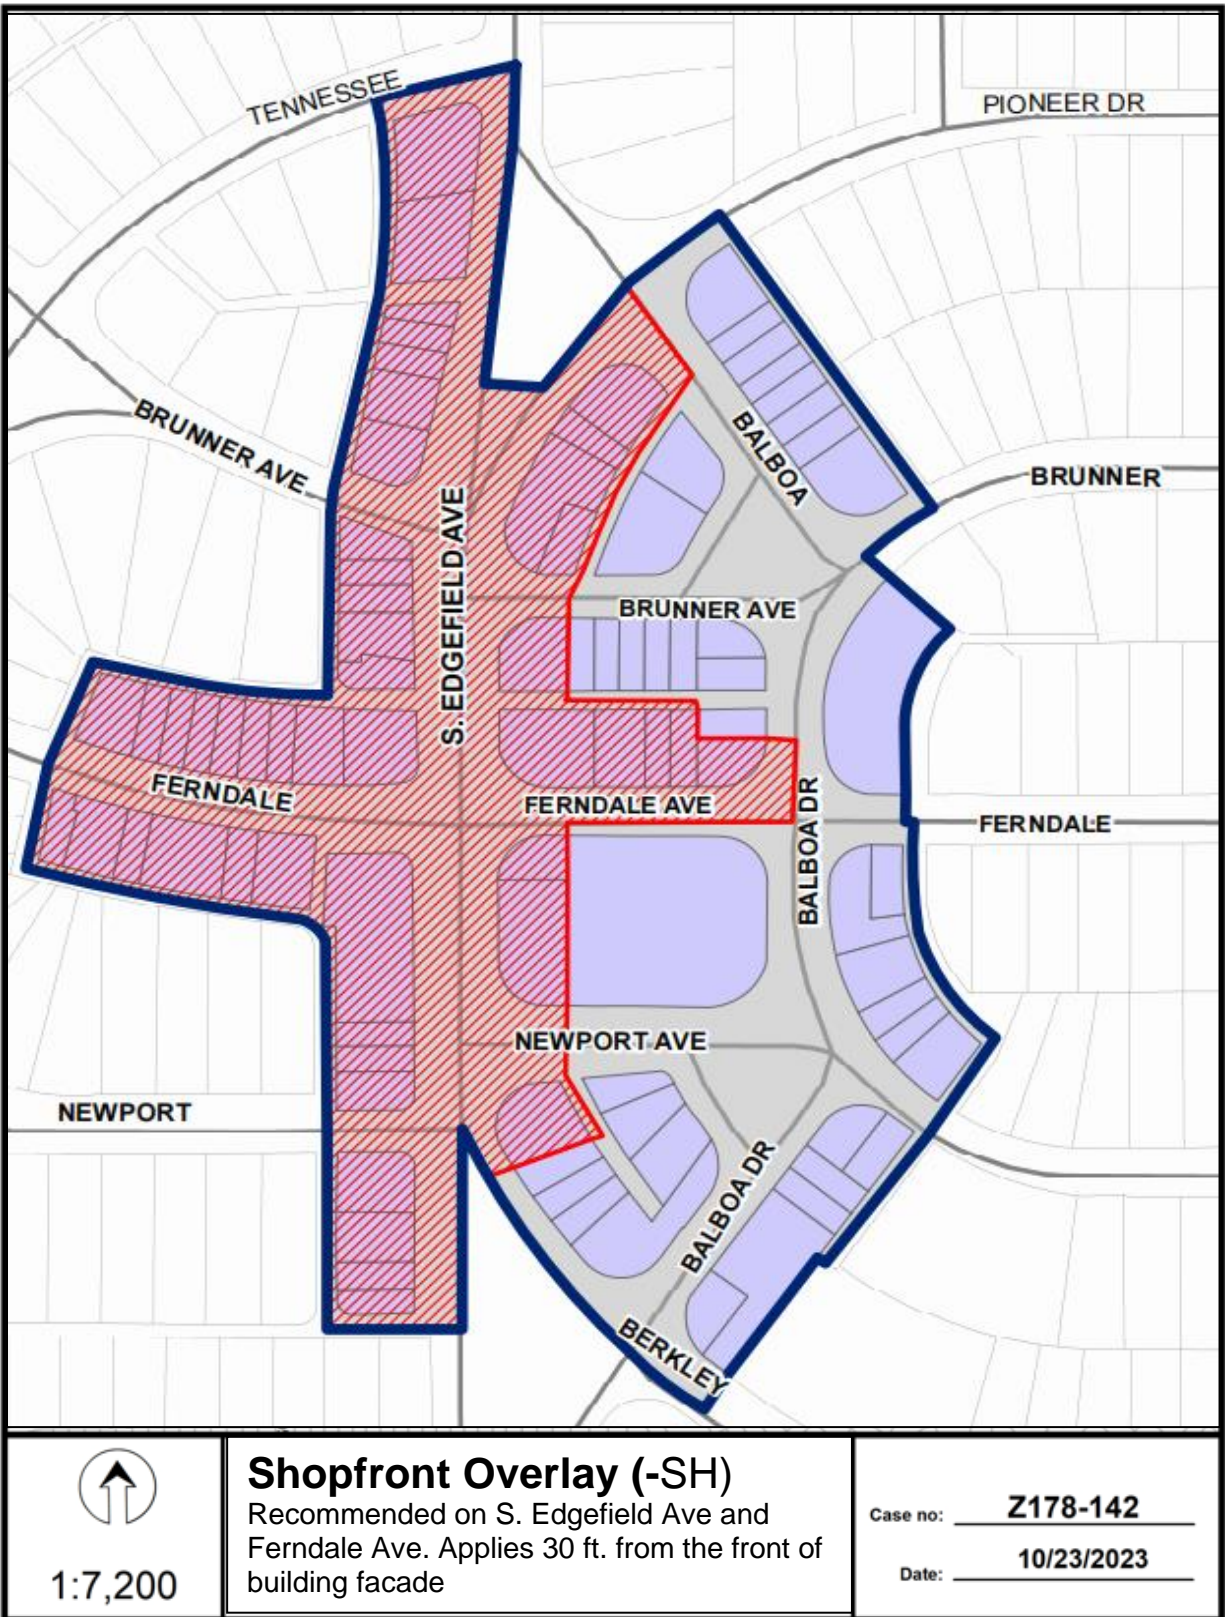 TENNESSEE
PIONEER DR
BRUNNER AVE
BALBOA
BRUNNER
S. EDGEFIELD AVE
BRUNNER AVE
FERNDALE
FERNDALE AVE
BALBOA DR
FERNDALE
NEWPORT AVE
NEWPORT
BALBOA DR
BERKLEY
1:7,200
Shopfront Overlay (-SH)
Recommended on S. Edgefield Ave and
Ferndale Ave. Applies 30 ft. from the front of
building facade
Case no: Z178-142
Date: 10/23/2023